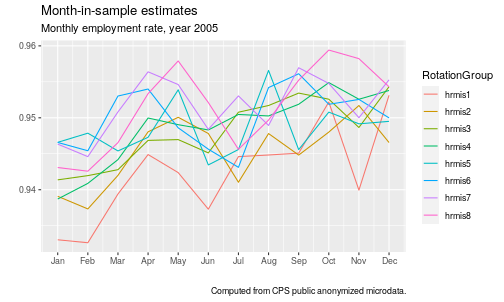 Month-in-sample estimates
Monthly employment rate, year 2005
0.96
0.95
0.94
Jan Feb Mar Apr May Jun Jul Aug Sep Oct Nov Dec
RotationGroup
hrmis1
hrmis2
hrmis3
hrmis4
hrmis5
hrmis6
hrmis7
hrmis8
Computed from CPS public anonymized microdata.